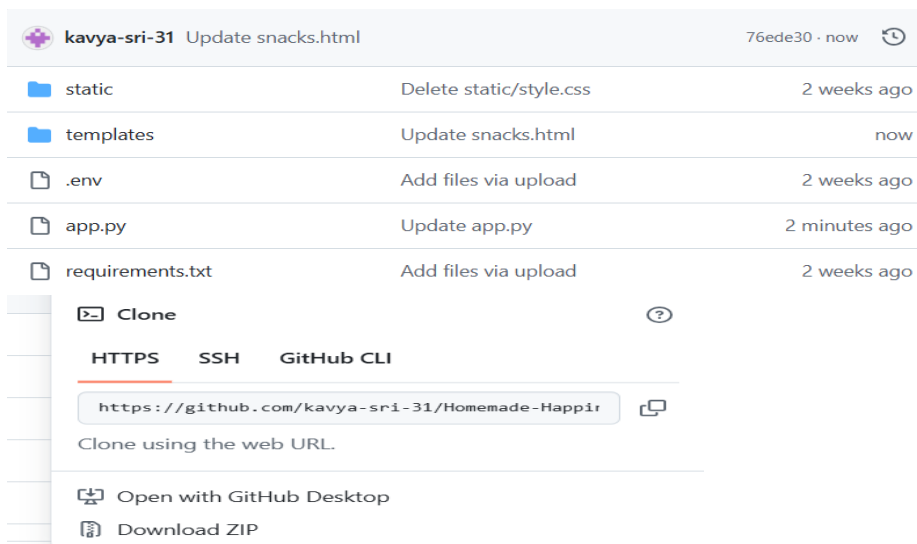 kavya-sri-31 Update snacks.html 76ede30 · now
static Delete static/style.css 2 weeks ago
templates Update snacks.html now
.env Add files via upload 2 weeks ago
app.py Update app.py 2 minutes ago
requirements.txt Add files via upload 2 weeks ago
Clone
HTTPS SSH GitHub CLI
https://github.com/kavya-sri-31/Homemade-Happin
Clone using the web URL.
Open with GitHub Desktop
Download ZIP